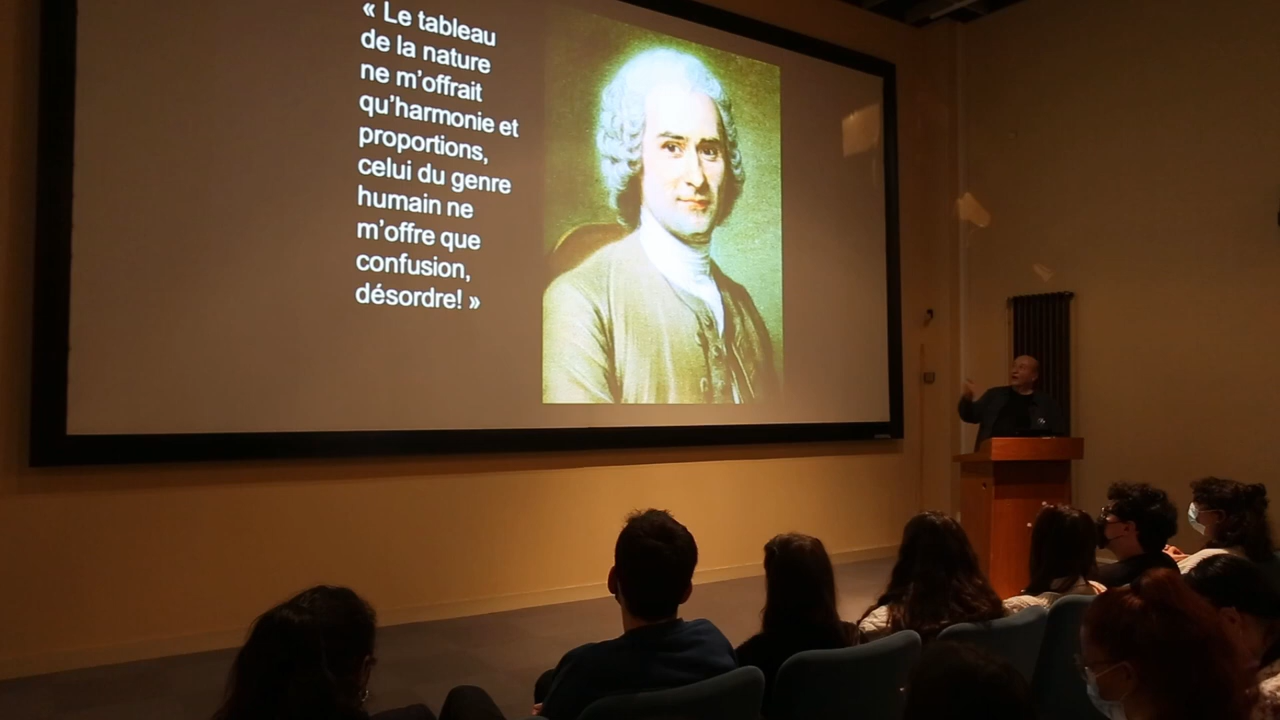 « Le tableau
de la nature
ne m’offrait
qu’harmonie et
proportions,
celui du genre
humain ne
m’offre que
confusion,
désordre! »